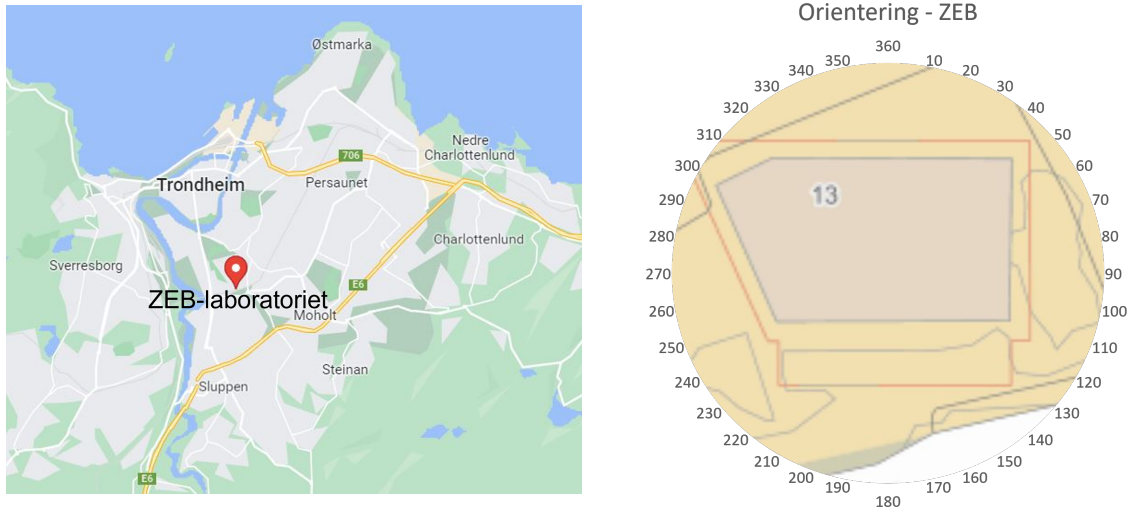 Østmarka
Nedre
Charlottenlund
706
Trondheim
Persaunet
Charlottenlund
Sverresborg
E6
ZEB-laboratoriet
Moholt
Steinan
Sluppen
E6
Orientering - ZEB
360
10
20
30
40
50
60
70
80
90
100
110
120
130
140
150
160
170
180
190
200
210
220
230
240
250
260
270
280
290
300
310
320
330
340
350
13